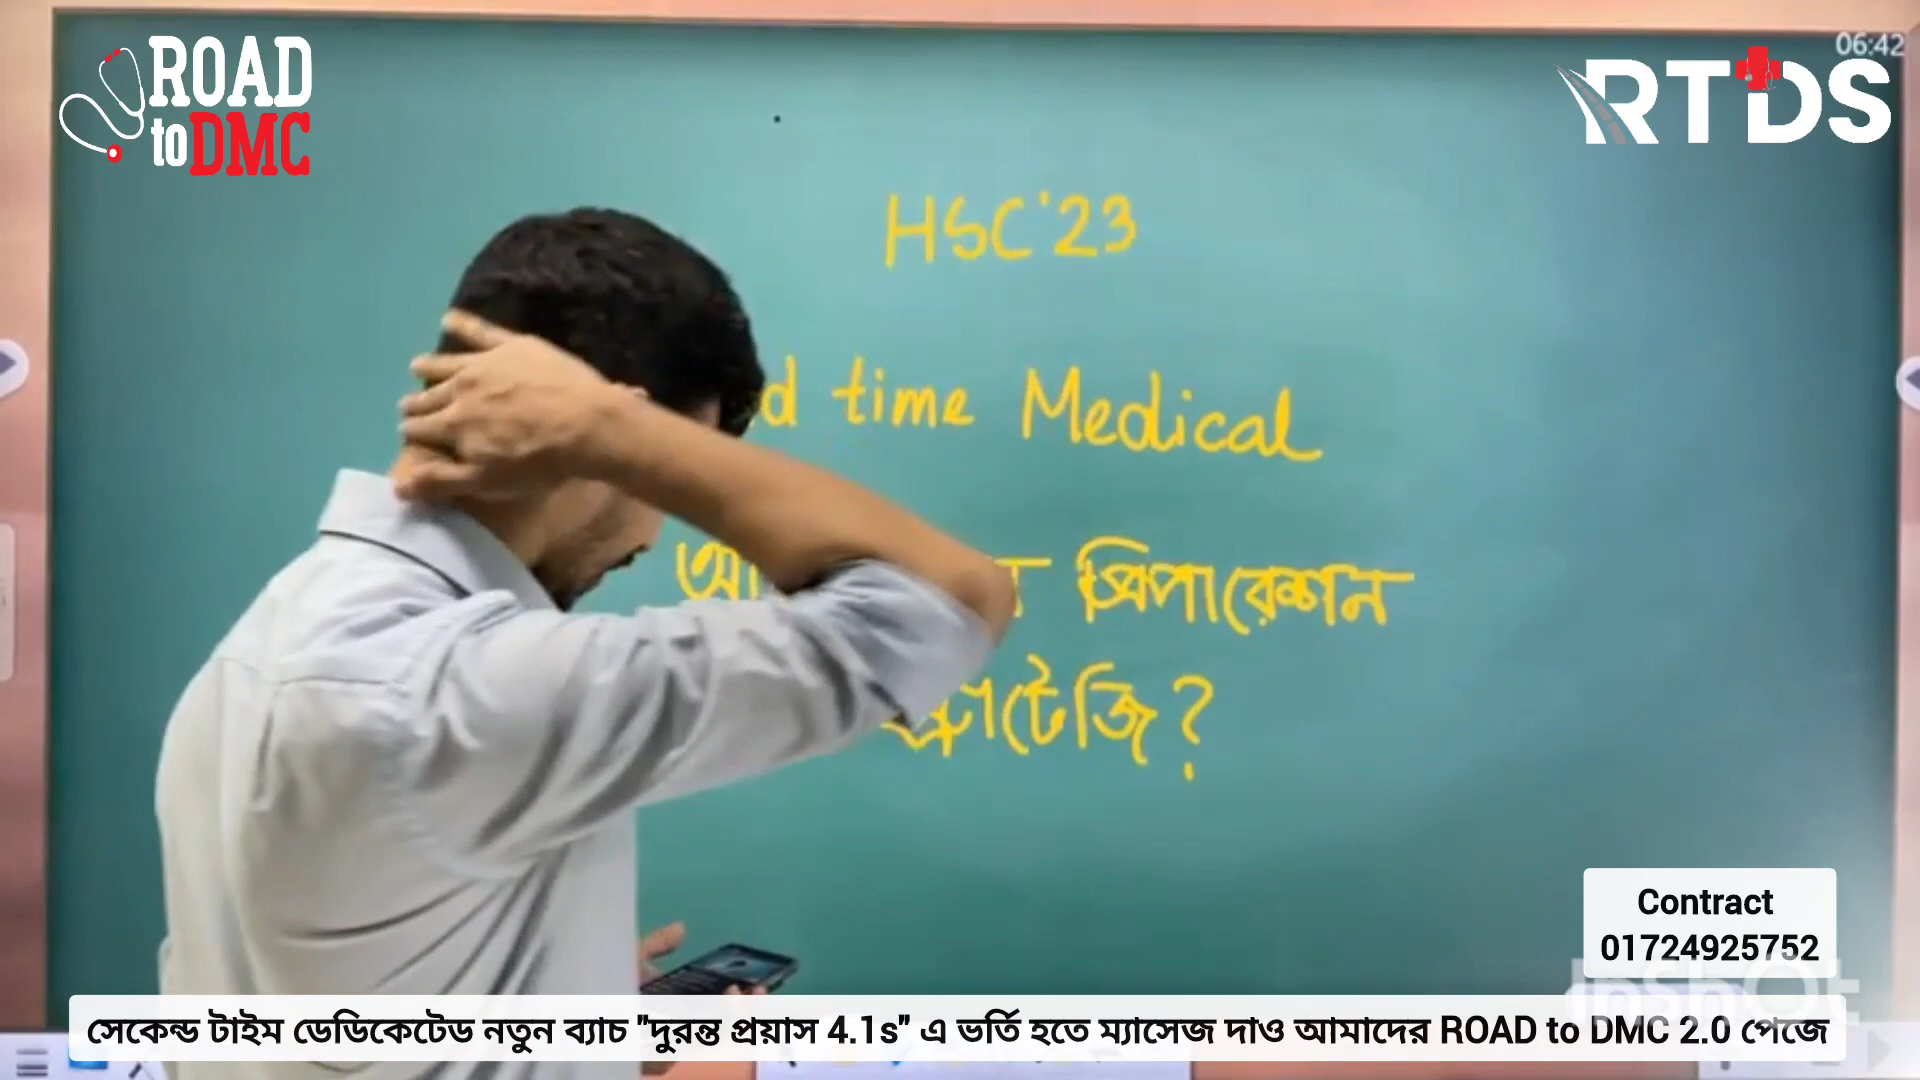 06:42
ROAD
to DMC
RTDS
HSC'23
time Medical
প্রিপারেশন
স্ট্রাটেজি?
Contract
01724925752
সেকেন্ড টাইম ডেডিকেটেড নতুন ব্যাচ "দুরন্ত প্রয়াস 4.1s" এ ভর্তি হতে ম্যাসেজ দাও আমাদের ROAD to DMC 2.0 পেজে